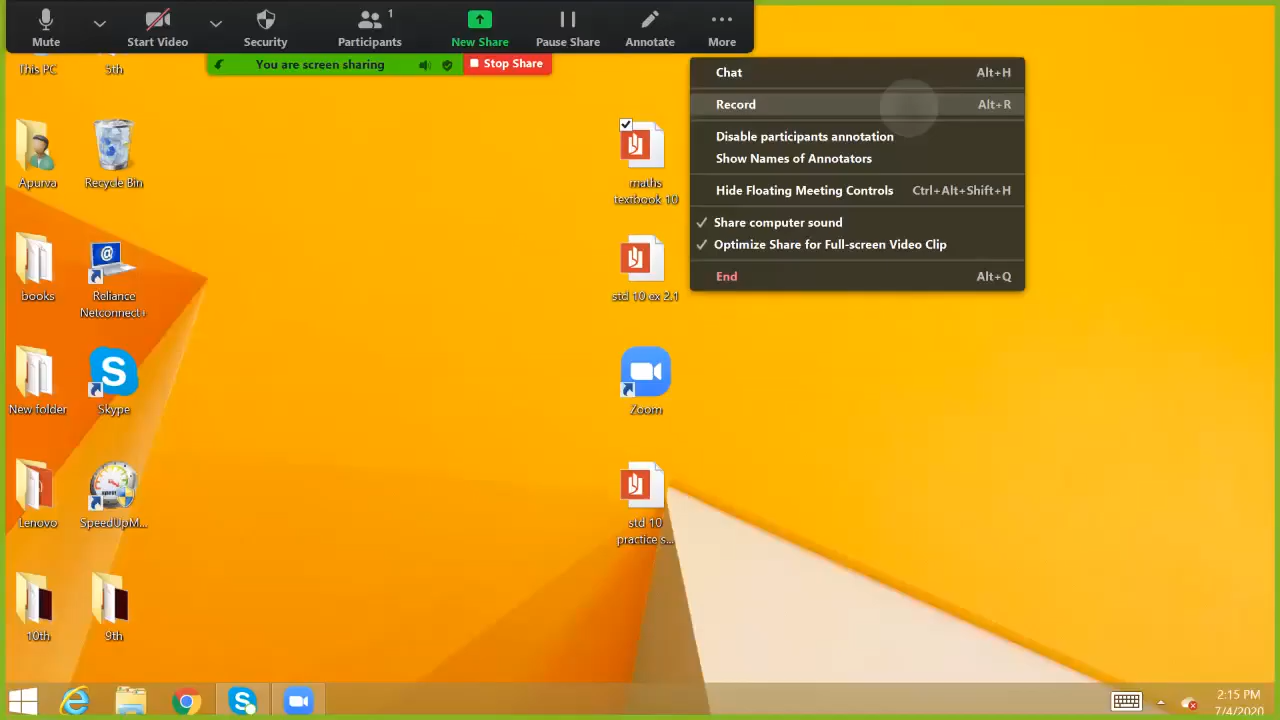 Mute
Start Video
Security
Participants
1
New Share
Pause Share
Annotate
More
You are screen sharing
Stop Share
Chat Alt+H
Record Alt+R
Disable participants annotation
Show Names of Annotators
Hide Floating Meeting Controls Ctrl+Alt+Shift+H
Share computer sound
Optimize Share for Full-screen Video Clip
End Alt+Q
This PC
5th
Apurva
Recycle Bin
maths
textbook 10
books
Reliance
Netconnect+
std 10 ex 2.1
New folder
Skype
Zoom
Lenovo
SpeedUpM...
std 10
practice s...
10th
9th
2:15 PM
7/4/2020